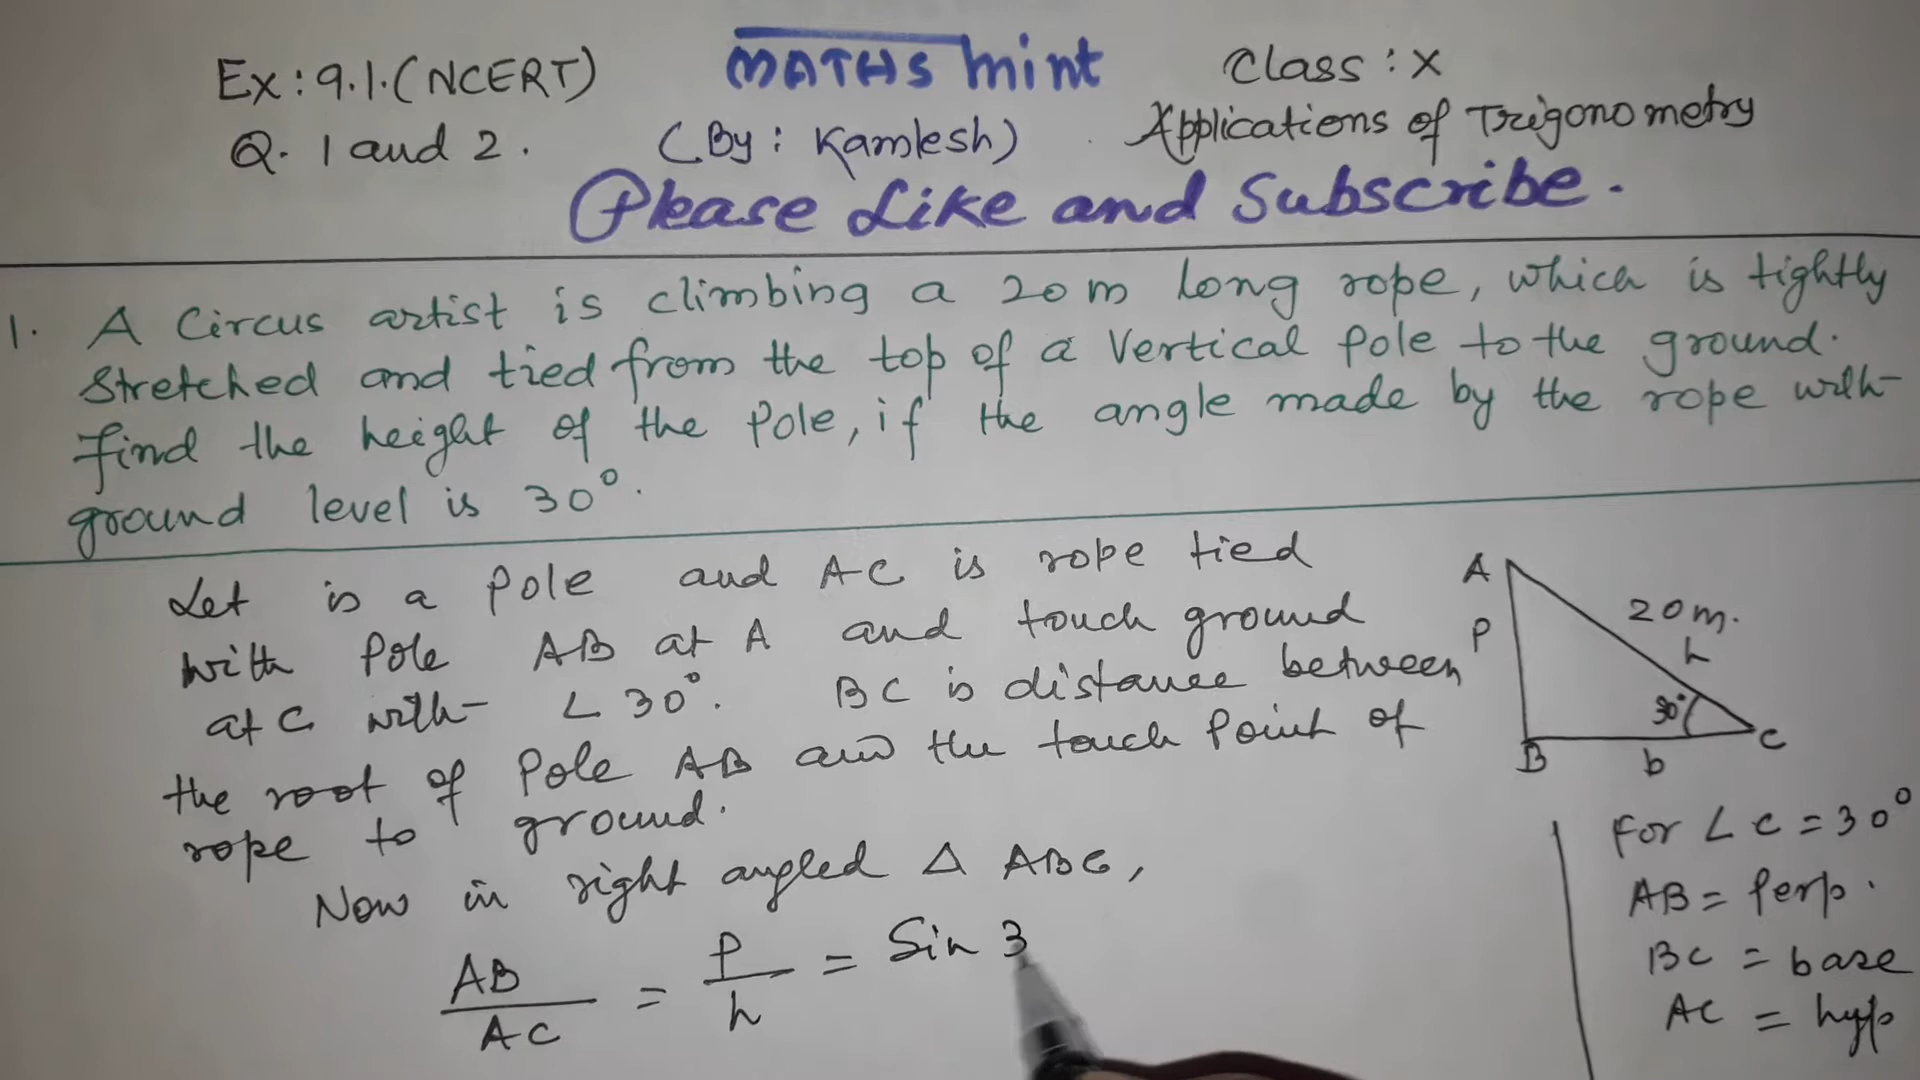 Ex: 9.1. (NCERT)
Q. 1 and 2.
MATHS mint
(By: Kamlesh)
Class: X
Applications of Trigonometry
Please Like and Subscribe.
1. A Circus artist is climbing a 20m long rope, which is tightly
Stretched and tied from the top of a Vertical Pole to the ground.
find the height of the Pole, if the angle made by the rope with
ground level is 30°.
Let is a Pole and AC is rope tied
with Pole AB at A and touch ground
at C with ∠ 30°. BC is distance between
the root of Pole AB and the touch Point of
rope to ground.
Now in right angled Δ ABC,
AB/AC = P/h = Sin 3
A
P
20m.
h
30°
B
b
C
For ∠C = 30°
AB = Perp.
BC = base
AC = hyp